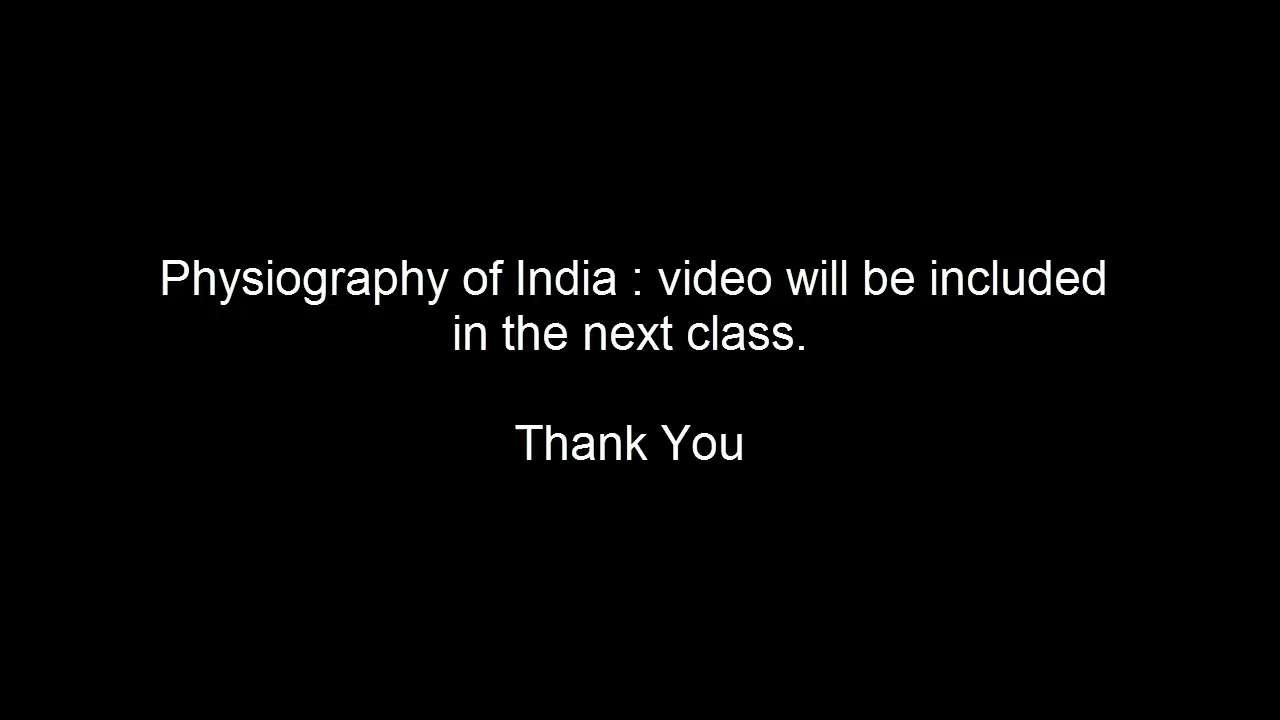 Physiography of India : video will be included
in the next class.
Thank You